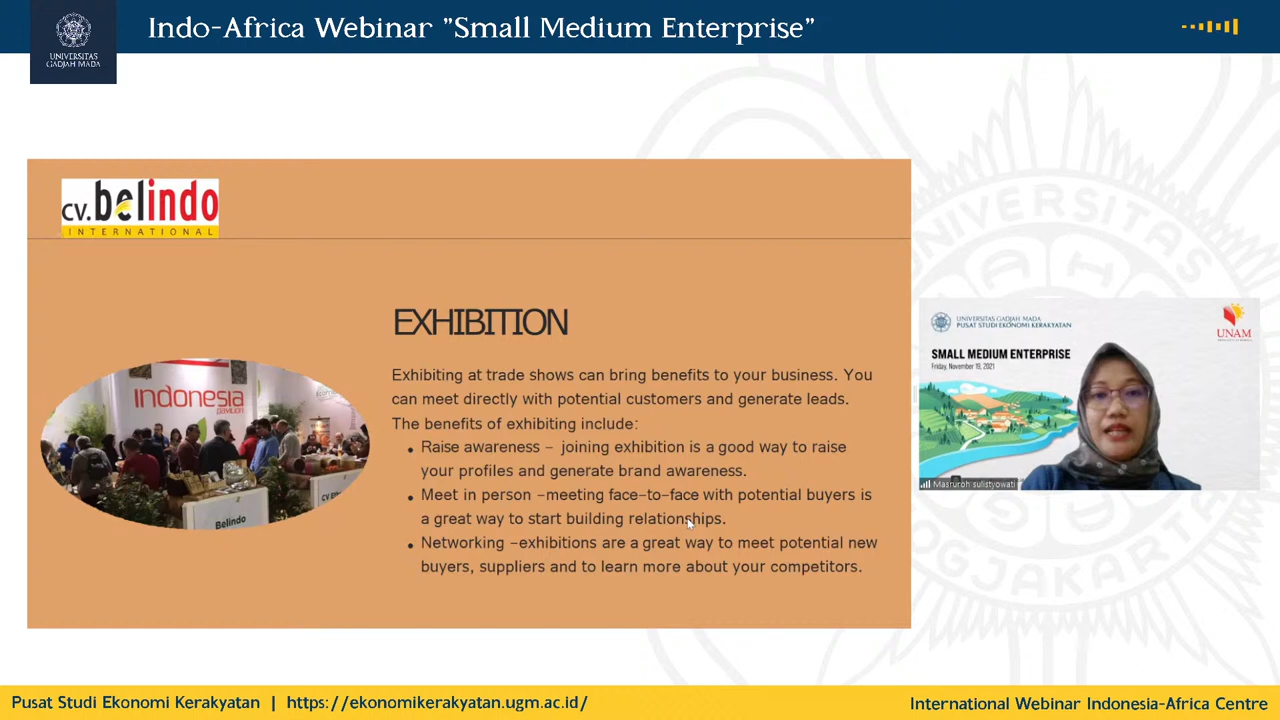 Indo-Africa Webinar "Small Medium Enterprise"
UNIVERSITAS
GADJAH MADA
cv.belindo
INTERNATIONAL
EXHIBITION
Exhibiting at trade shows can bring benefits to your business. You
can meet directly with potential customers and generate leads.
The benefits of exhibiting include:
• Raise awareness – joining exhibition is a good way to raise
your profiles and generate brand awareness.
• Meet in person –meeting face-to-face with potential buyers is
a great way to start building relationships.
• Networking –exhibitions are a great way to meet potential new
buyers, suppliers and to learn more about your competitors.
indonesia
pavilion
Belindo
UNIVERSITAS GADJAH MADA
PUSAT STUDI EKONOMI KERAKYATAN
UNAM
SMALL MEDIUM ENTERPRISE
Friday, November 19, 2021
Masruroh sulistyowati
Pusat Studi Ekonomi Kerakyatan | https://ekonomikerakyatan.ugm.ac.id/
International Webinar Indonesia-Africa Centre